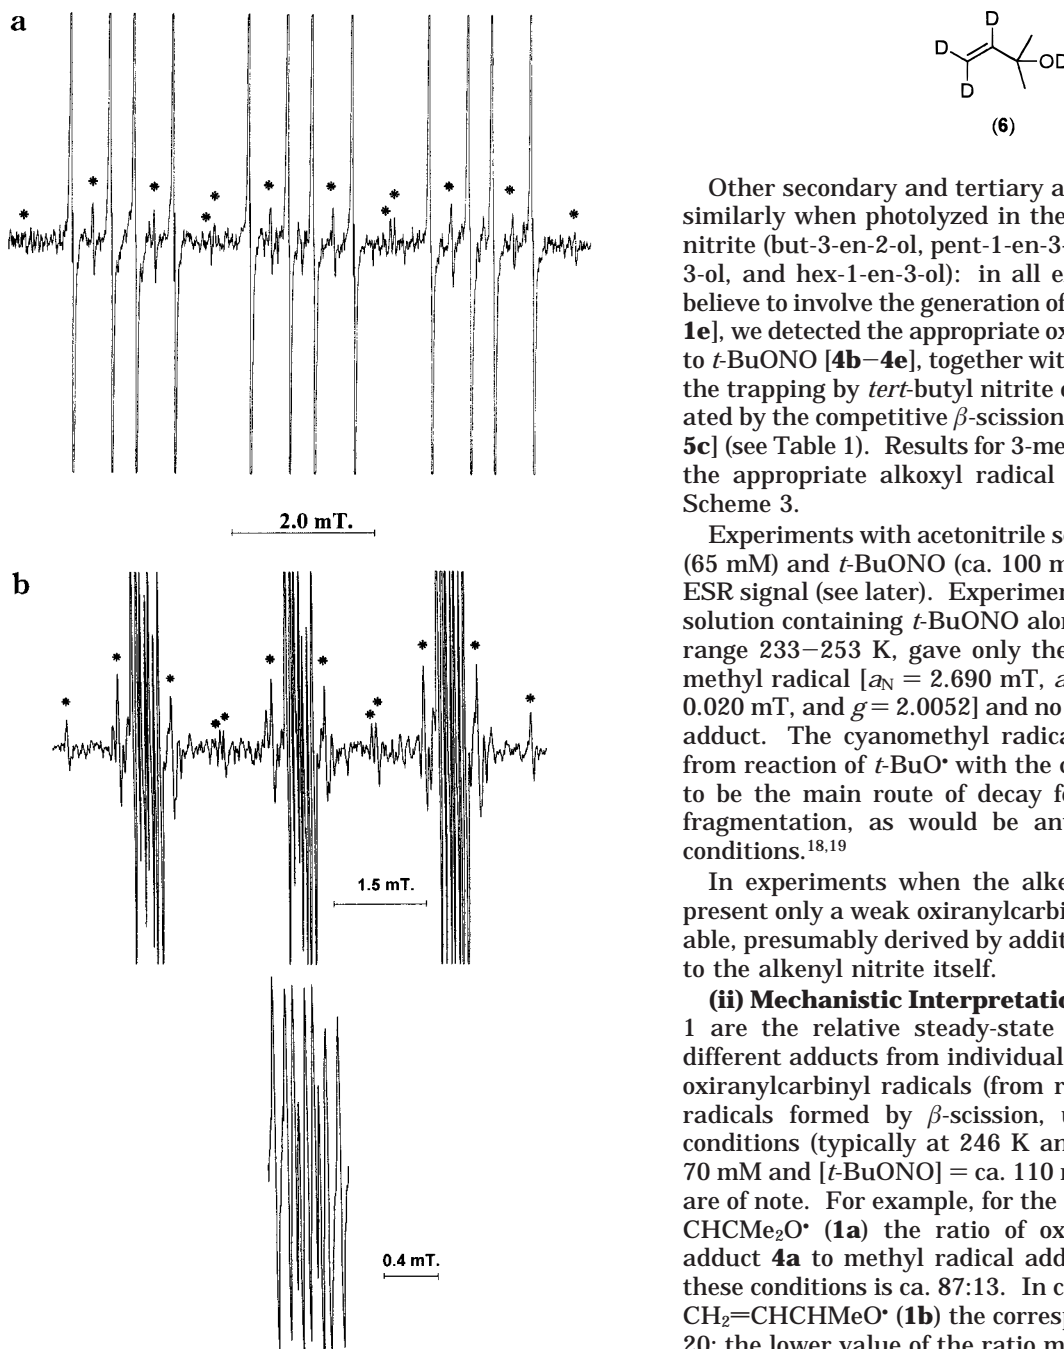 a
* * * * * * * * * * * * *
2.0 mT.
b
* * * * * * * * * * * *
1.5 mT.
0.4 mT.
D
D
OD
D
(6)
Other secondary and tertiary a
similarly when photolyzed in the
nitrite (but-3-en-2-ol, pent-1-en-3-
3-ol, and hex-1-en-3-ol): in all e
believe to involve the generation of
1e], we detected the appropriate ox
to t-BuONO [4b−4e], together wit
the trapping by tert-butyl nitrite
ated by the competitive β-scission
5c] (see Table 1). Results for 3-me
the appropriate alkoxyl radical
Scheme 3.
Experiments with acetonitrile s
(65 mM) and t-BuONO (ca. 100 m
ESR signal (see later). Experimen
solution containing t-BuONO alon
range 233−253 K, gave only the
methyl radical [aN = 2.690 mT, a
0.020 mT, and g = 2.0052] and no
adduct. The cyanomethyl radica
from reaction of t-BuO• with the
to be the main route of decay f
fragmentation, as would be an
conditions.18,19
In experiments when the alke
present only a weak oxiranylcarbi
able, presumably derived by addit
to the alkenyl nitrite itself.
(ii) Mechanistic Interpretatio
1 are the relative steady-state
different adducts from individual
oxiranylcarbinyl radicals (from r
radicals formed by β-scission, u
conditions (typically at 246 K an
70 mM and [t-BuONO] = ca. 110 m
are of note. For example, for the
CHCMe2O• (1a) the ratio of ox
adduct 4a to methyl radical add
these conditions is ca. 87:13. In c
CH2=CHCHMeO• (1b) the corresp
20; the lower value of the ratio m